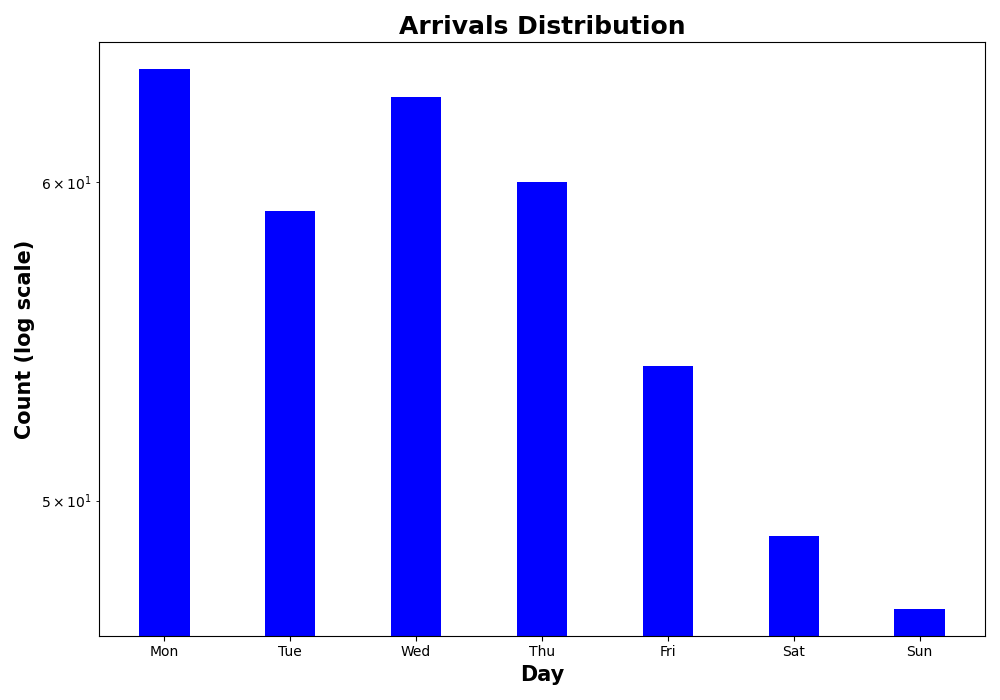 Arrivals Distribution
Count (log scale)
6 × 10¹
5 × 10¹
Mon Tue Wed Thu Fri Sat Sun
Day